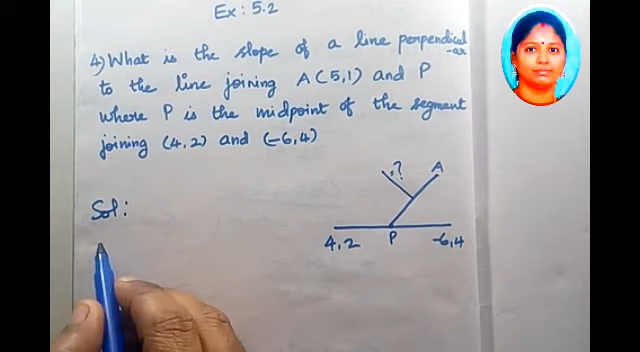 Ex: 5.2
4) What is the slope of a line perpendicul
-ar
to the line joining A(5,1) and P
where P is the midpoint of the segment
joining (4,2) and (-6,4)
? A
Sol:
4,2 P -6,4